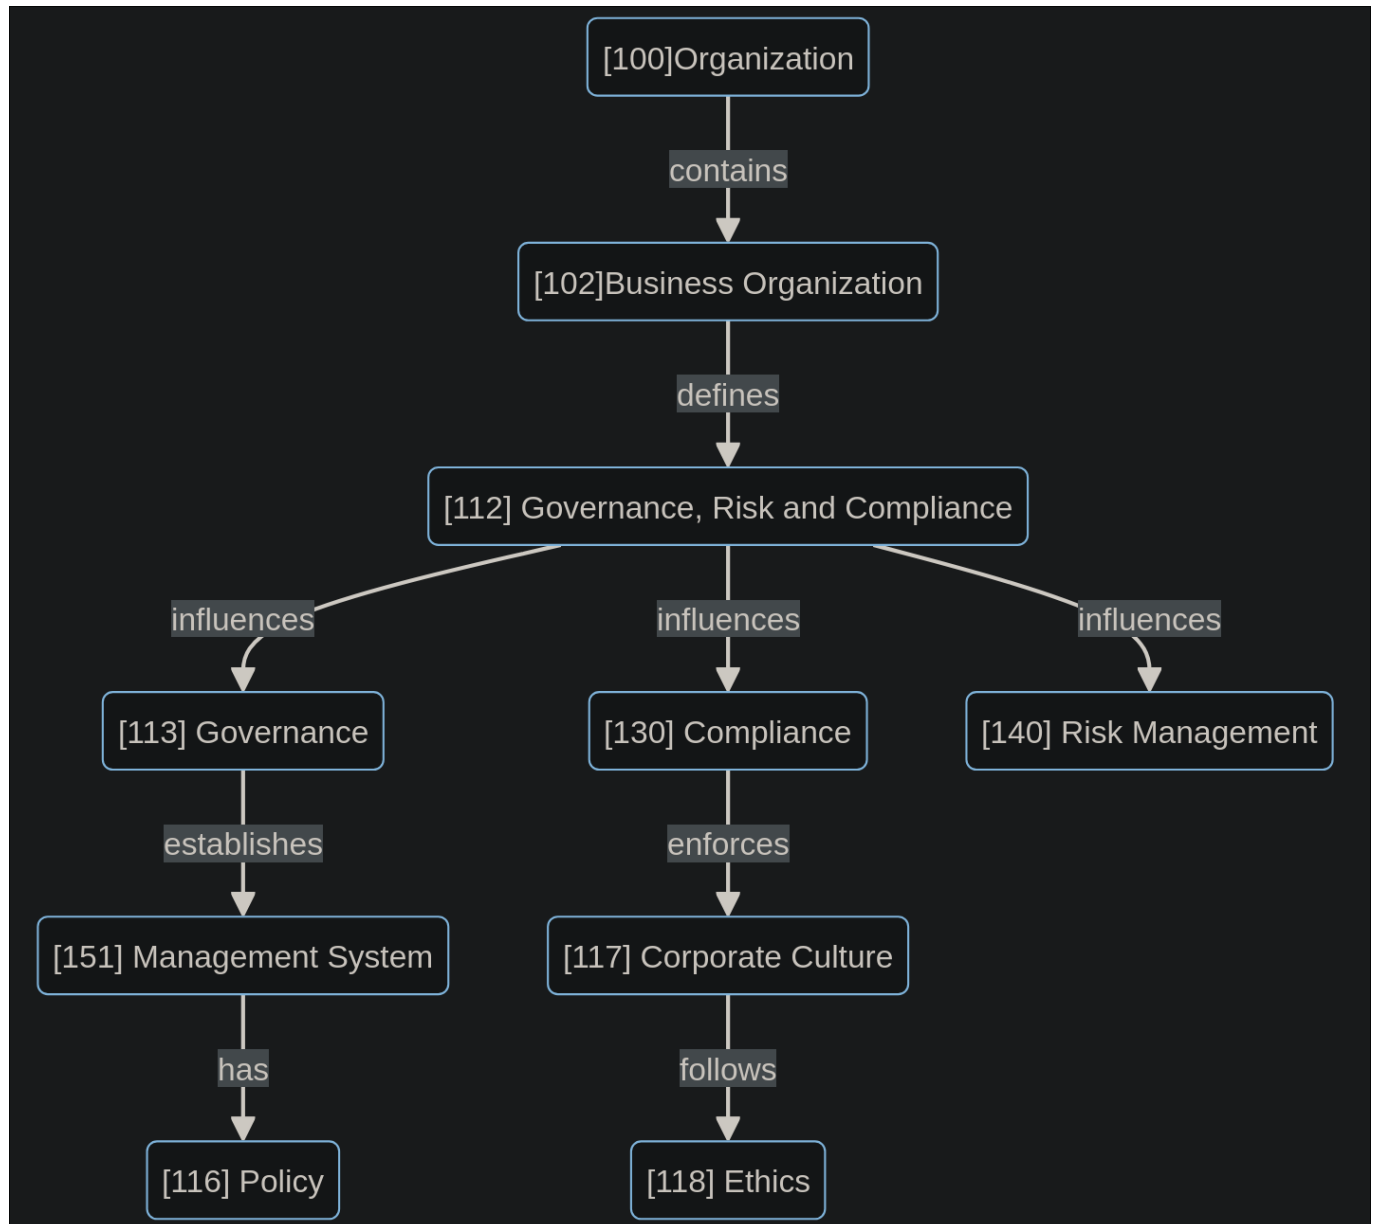 [100]Organization
contains
[102]Business Organization
defines
[112] Governance, Risk and Compliance
influences
influences
influences
[113] Governance
[130] Compliance
[140] Risk Management
establishes
enforces
[151] Management System
[117] Corporate Culture
has
follows
[116] Policy
[118] Ethics